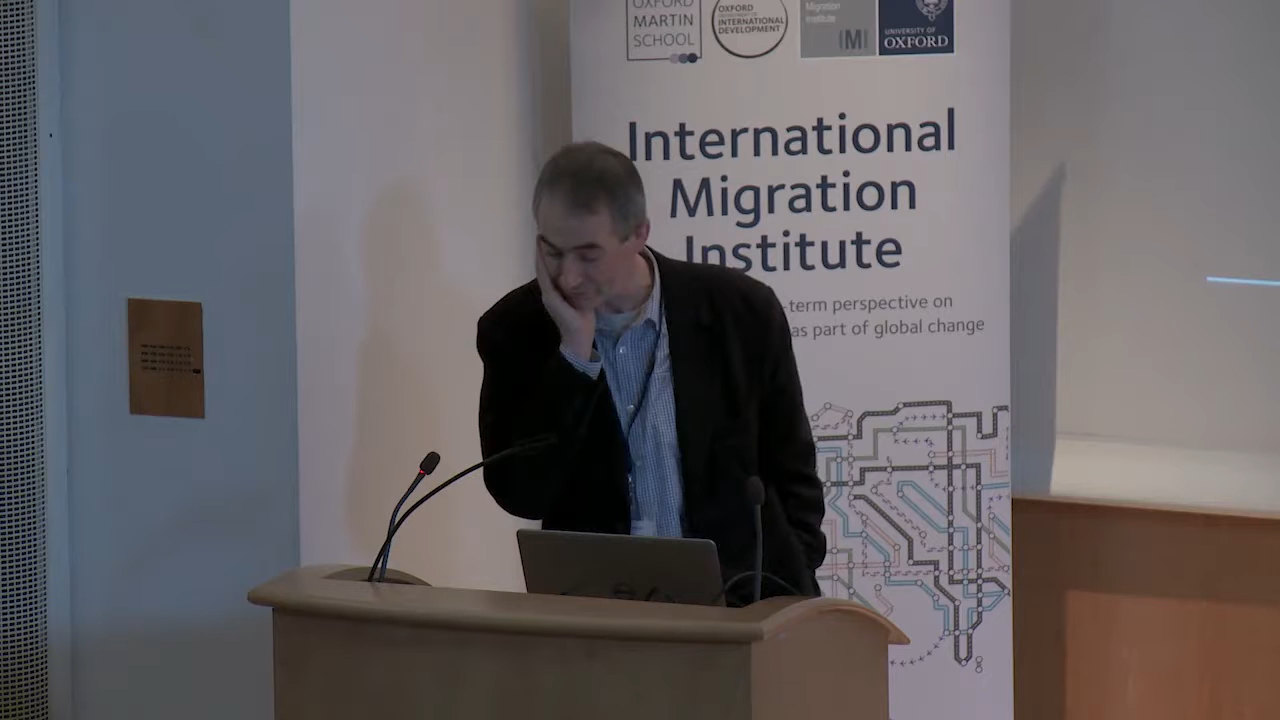 OXFORD
MARTIN
SCHOOL
OXFORD
INTERNATIONAL
DEVELOPMENT
Migration
Institute
IMI
UNIVERSITY OF
OXFORD
International
Migration
Institute
-term perspective on
as part of global change